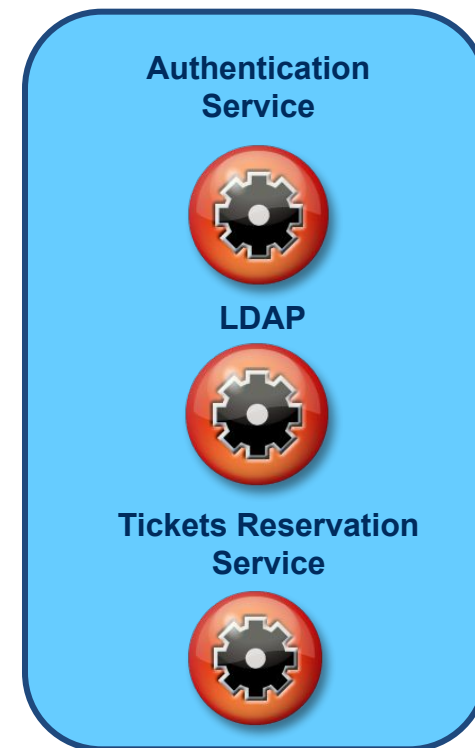 Authentication
Service
LDAP
Tickets Reservation
Service